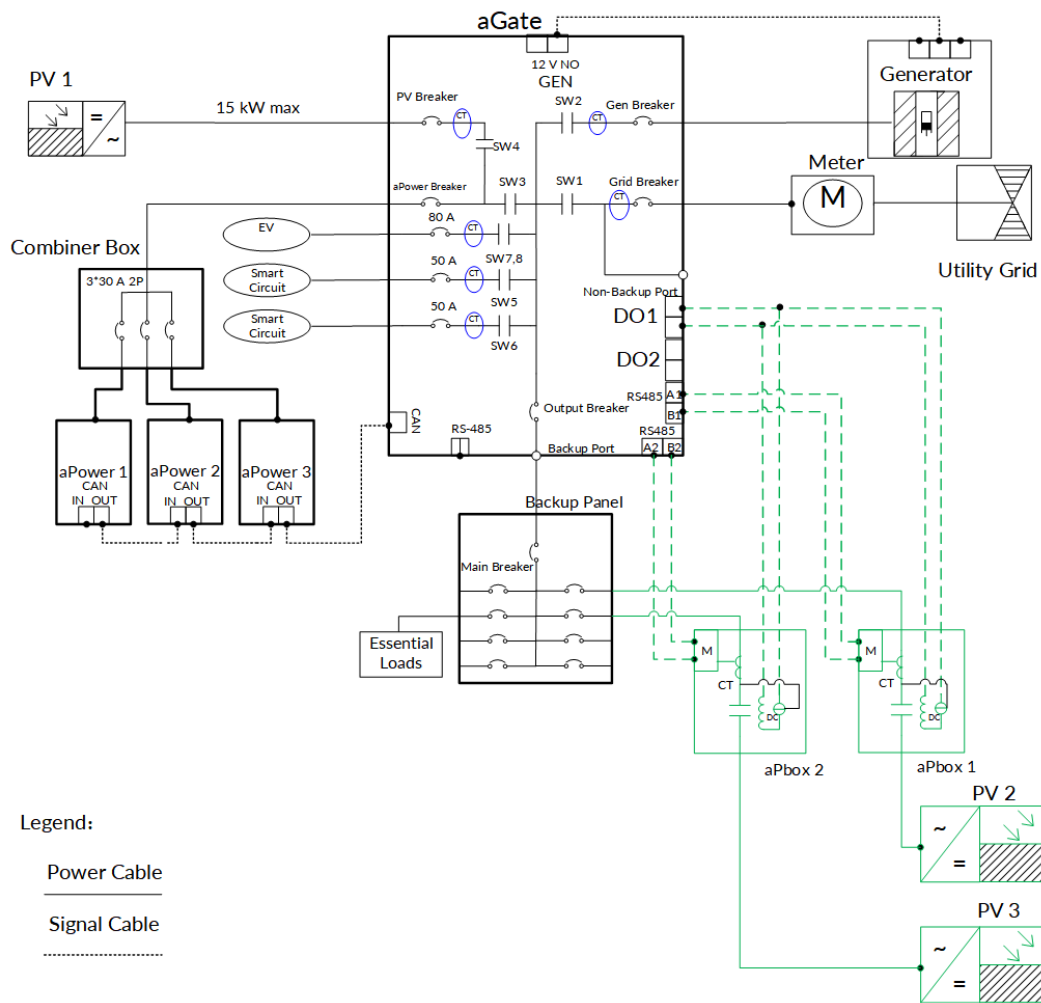 aGate
12 V NO
GEN
Generator
PV 1
=
~
15 kW max
PV Breaker
CT
SW4
SW2
CT
Gen Breaker
Meter
M
Utility Grid
aPower Breaker
SW3
SW1
Grid Breaker
CT
80 A
EV
CT
SW7,8
50 A
Smart
Circuit
CT
SW5
50 A
Smart
Circuit
CT
SW6
Combiner Box
3*30 A 2P
Non-Backup Port
DO1
DO2
RS485
A1
B1
RS485
A2
B2
Output Breaker
Backup Port
CAN
RS-485
aPower 1
CAN
IN OUT
aPower 2
CAN
IN OUT
aPower 3
CAN
IN OUT
Backup Panel
Main Breaker
Essential
Loads
M
CT
DC
aPbox 2
M
CT
DC
aPbox 1
PV 2
~
=
PV 3
~
=
Legend：
Power Cable
Signal Cable